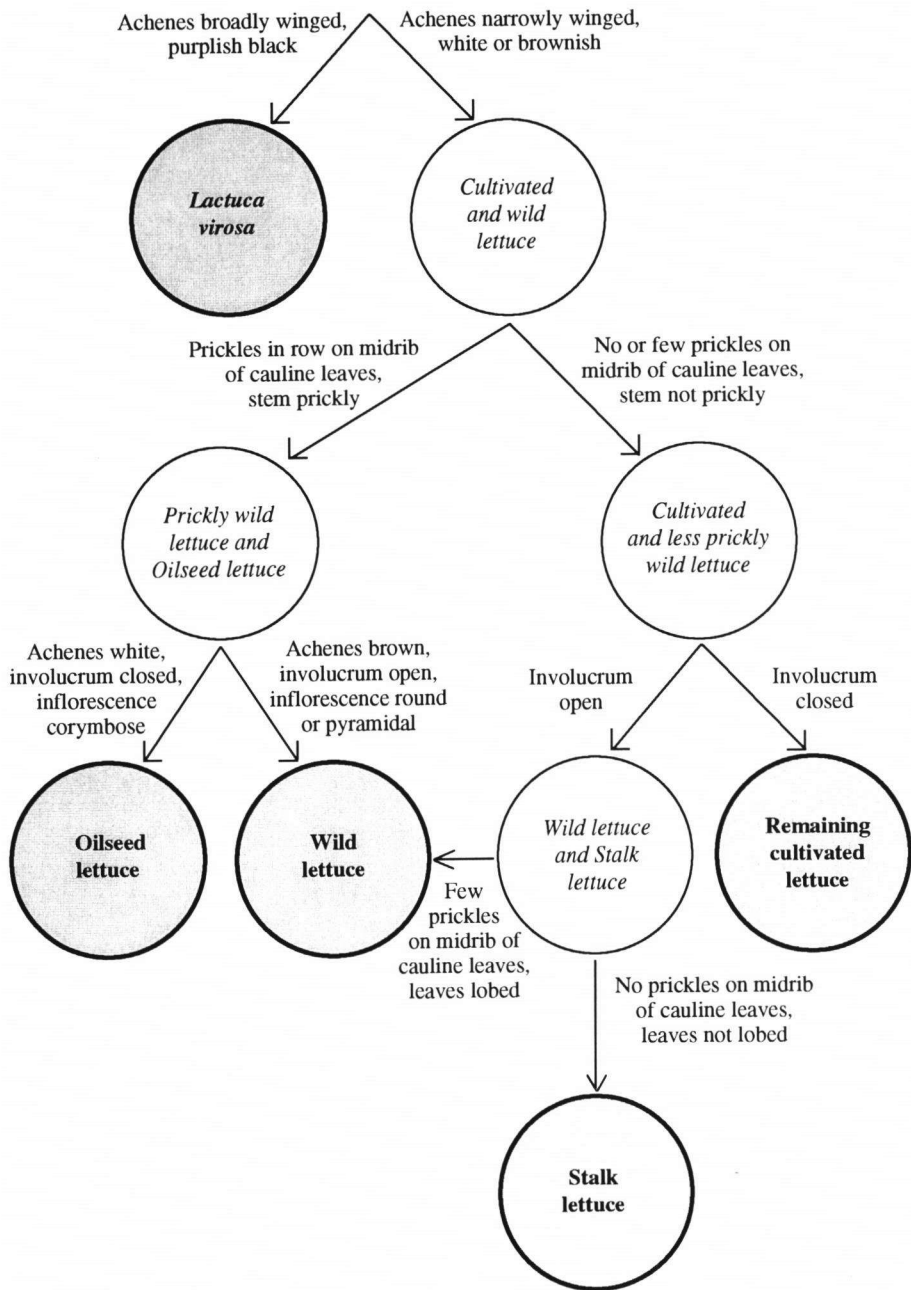 Achenes broadly winged,
purplish black
Achenes narrowly winged,
white or brownish
Lactuca
virosa
Cultivated
and wild
lettuce
Prickles in row on midrib
of cauline leaves,
stem prickly
No or few prickles on
midrib of cauline leaves,
stem not prickly
Prickly wild
lettuce and
Oilseed lettuce
Cultivated
and less prickly
wild lettuce
Achenes white,
involucrum closed,
inflorescence
corymbose
Achenes brown,
involucrum open,
inflorescence round
or pyramidal
Involucrum
open
Involucrum
closed
Oilseed
lettuce
Wild
lettuce
Wild lettuce
and Stalk
lettuce
Remaining
cultivated
lettuce
Few
prickles
on midrib of
cauline leaves,
leaves lobed
No prickles on midrib
of cauline leaves,
leaves not lobed
Stalk
lettuce